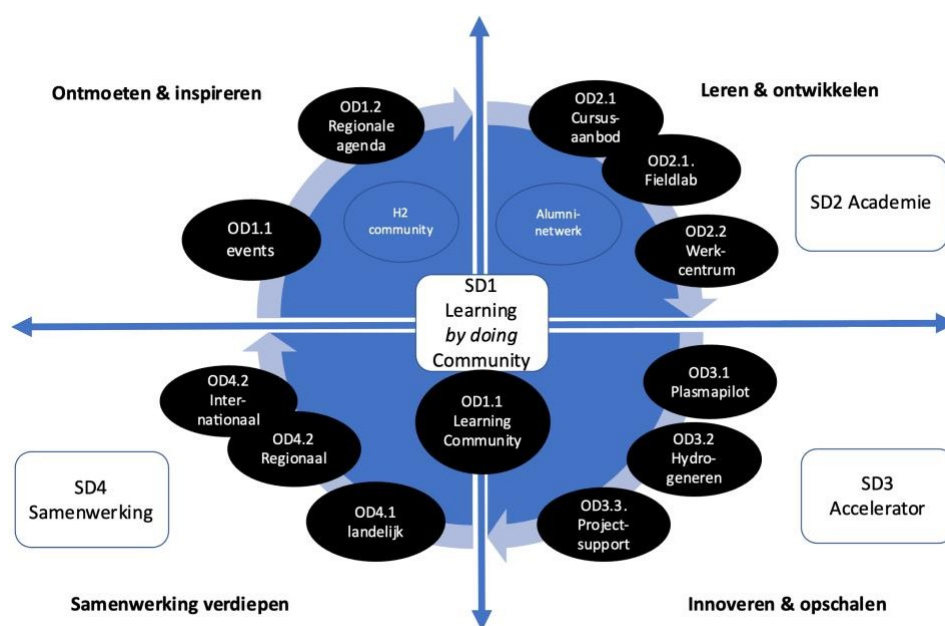 Ontmoeten & inspireren
Leren & ontwikkelen
OD1.2
Regionale
agenda
OD1.1
events
H2
community
Alumni-
netwerk
OD2.1
Cursus-
aanbod
OD2.1.
Fieldlab
OD2.2
Werk-
centrum
SD2 Academie
SD1
Learning
by doing
Community
OD1.1
Learning
Community
OD3.1
Plasmapilot
OD3.2
Hydro-
generen
OD3.3.
Project-
support
SD3
Accelerator
OD4.2
Inter-
nationaal
OD4.2
Regionaal
OD4.1
landelijk
SD4
Samenwerking
Samenwerking verdiepen
Innoveren & opschalen